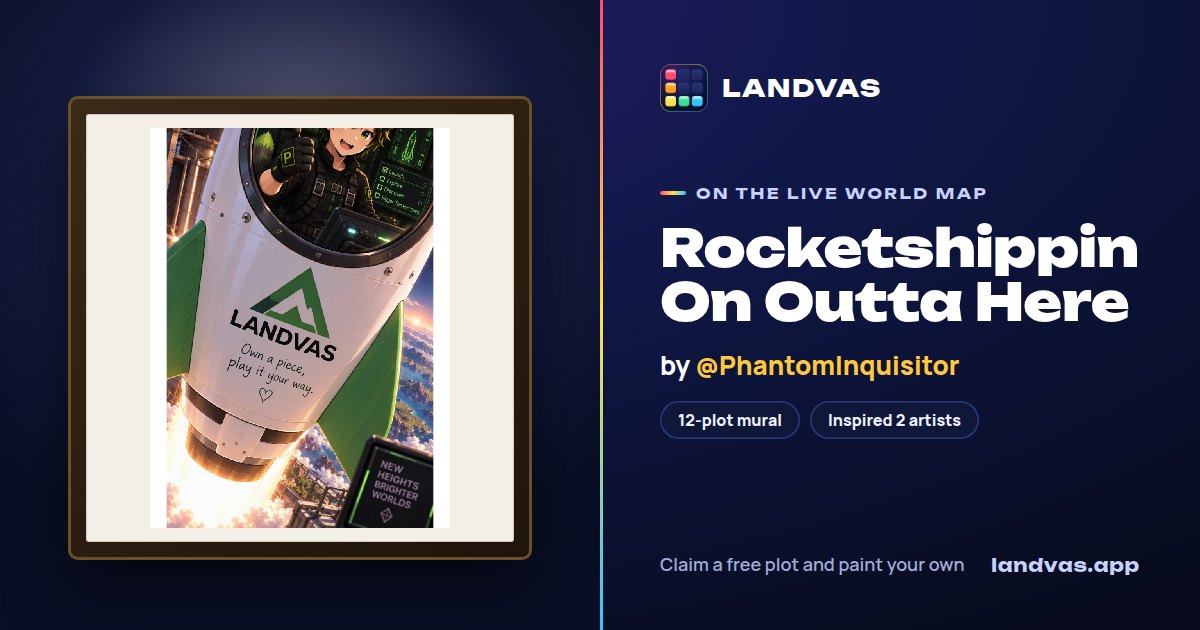 P
LANDVAS
Own a piece,
play it your way.
NEW
HEIGHTS
BRIGHTER
WORLDS
LANDVAS
ON THE LIVE WORLD MAP
Rocketshippin
On Outta Here
by @PhantomInquisitor
12-plot mural
Inspired 2 artists
Claim a free plot and paint your own
landvas.app